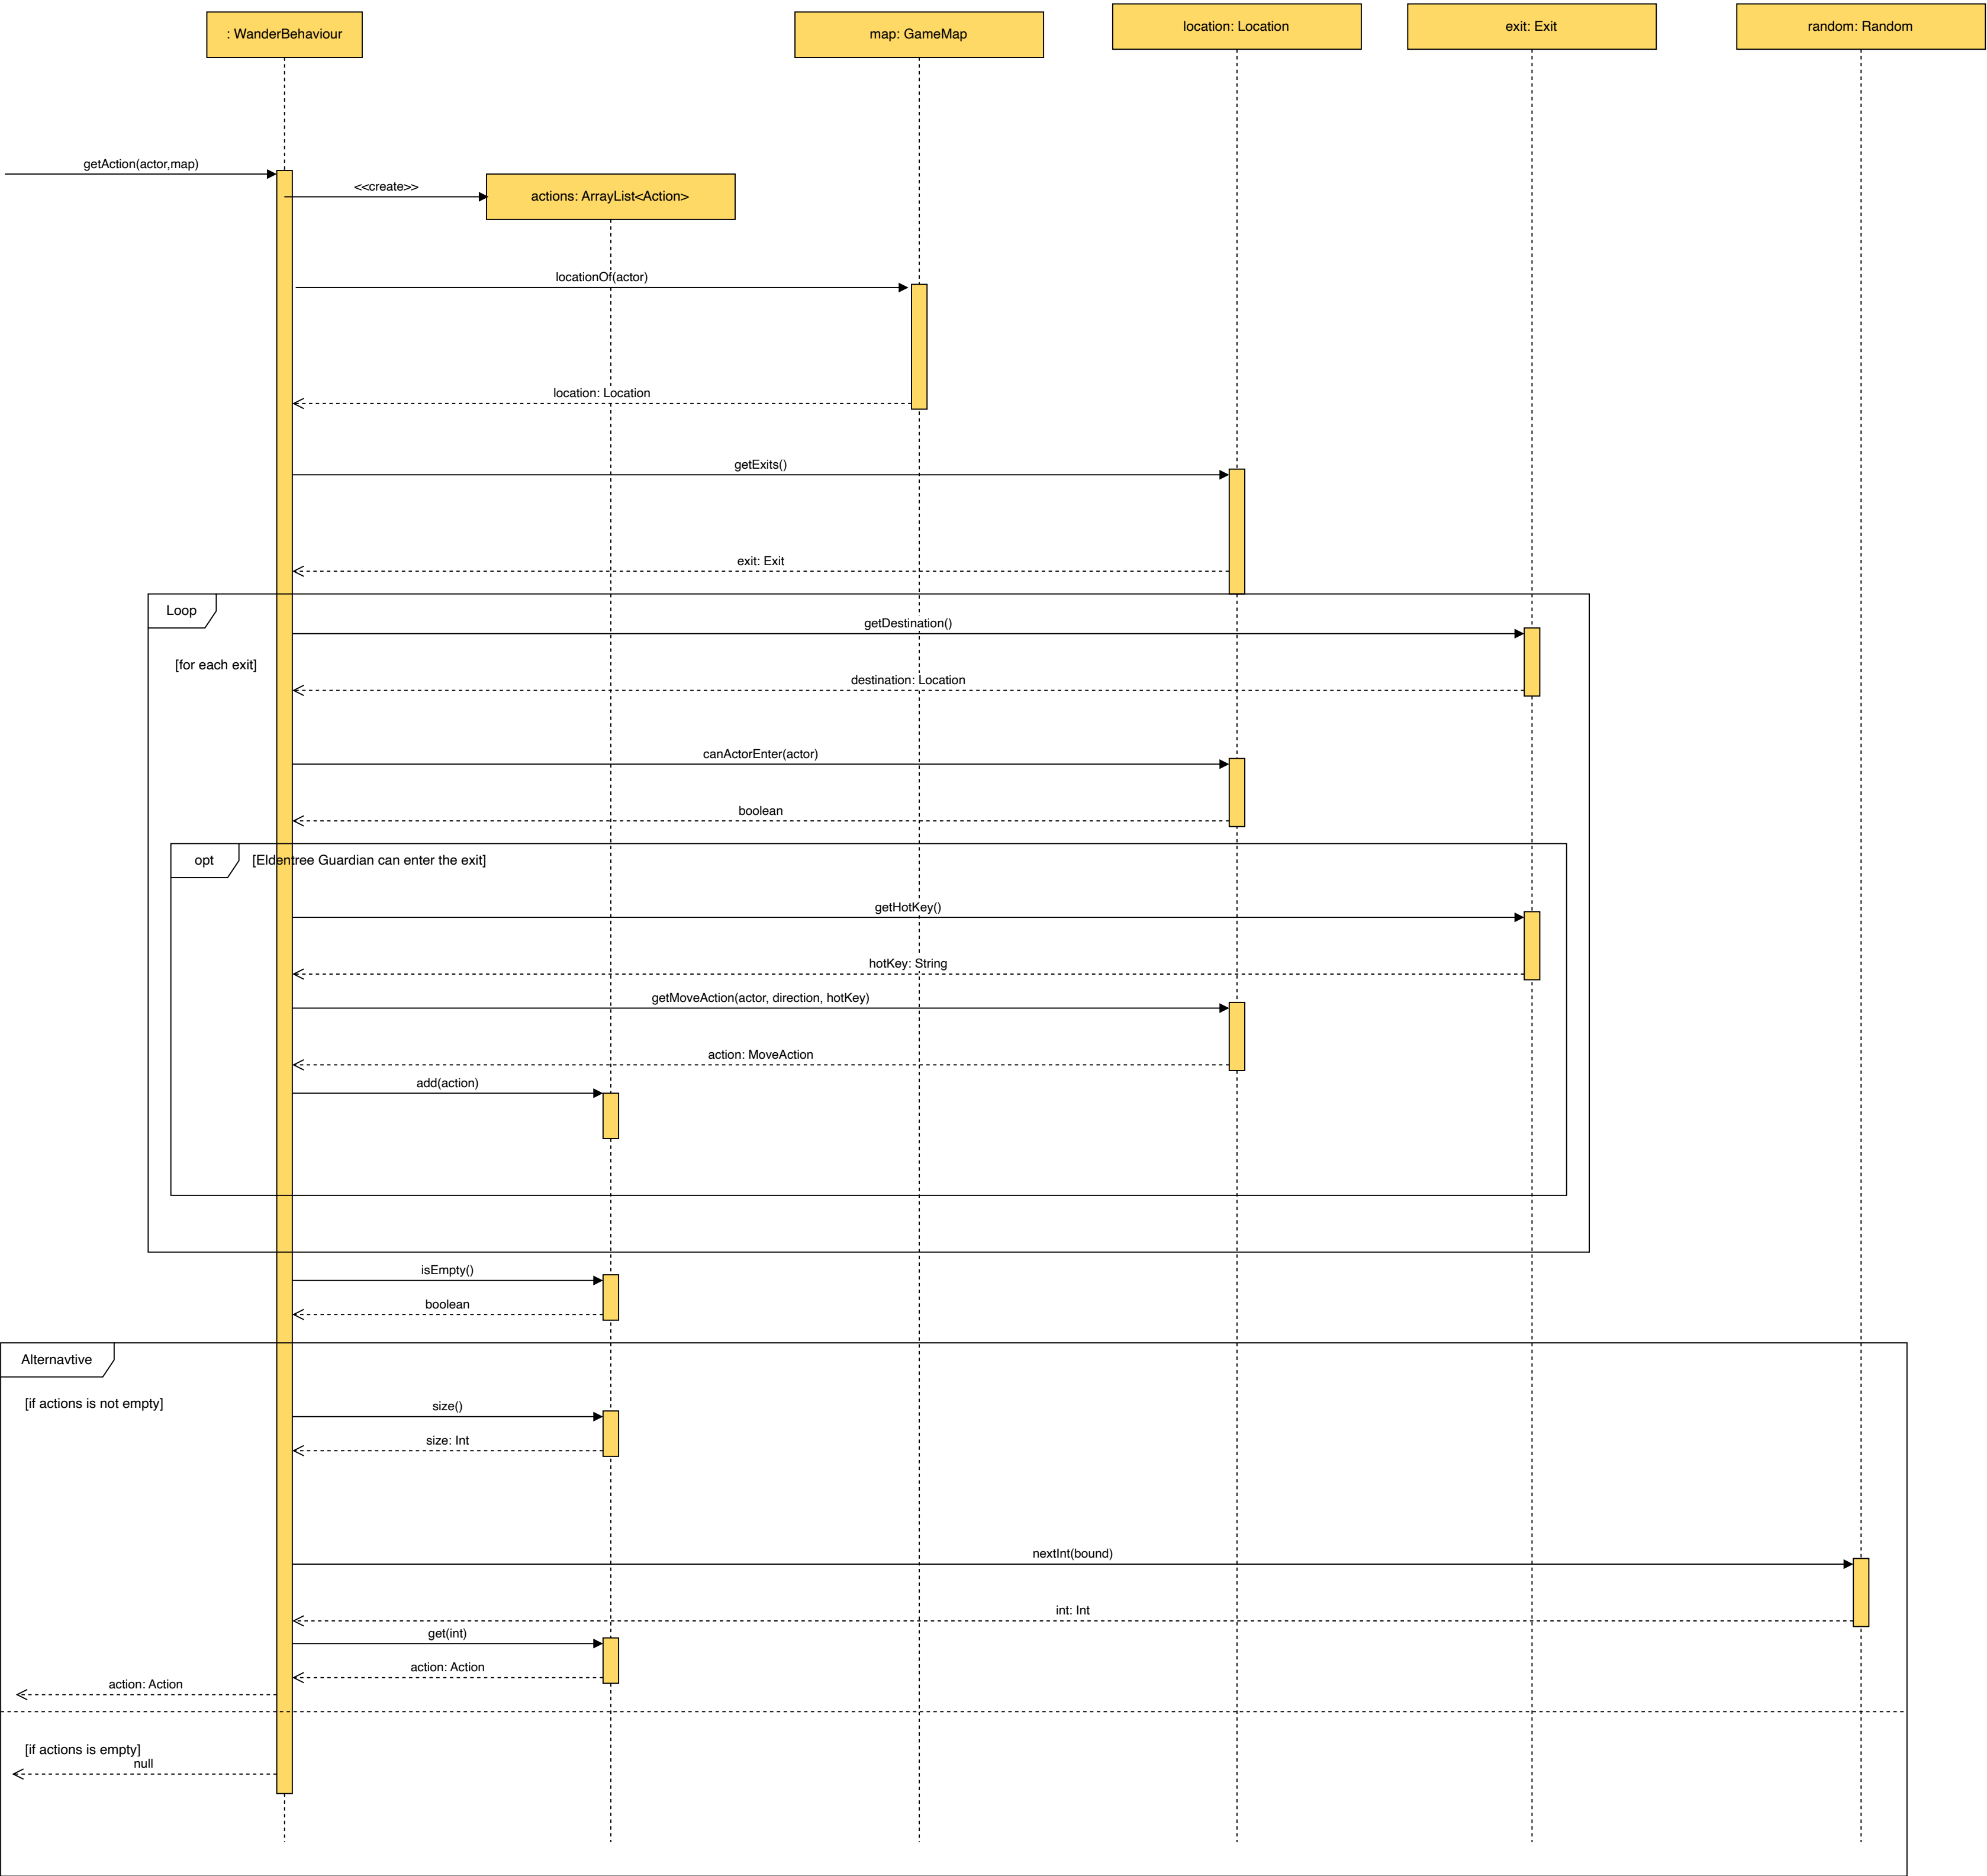 : WanderBehaviour
map: GameMap
location: Location
exit: Exit
random: Random
getAction(actor,map)
<<create>>
actions: ArrayList<Action>
locationOf(actor)
location: Location
getExits()
exit: Exit
Loop
getDestination()
[for each exit]
destination: Location
canActorEnter(actor)
boolean
opt
[Eldentree Guardian can enter the exit]
getHotKey()
hotKey: String
getMoveAction(actor, direction, hotKey)
action: MoveAction
add(action)
isEmpty()
boolean
Alternavtive
[if actions is not empty]
size()
size: Int
nextInt(bound)
int: Int
get(int)
action: Action
action: Action
[if actions is empty]
null